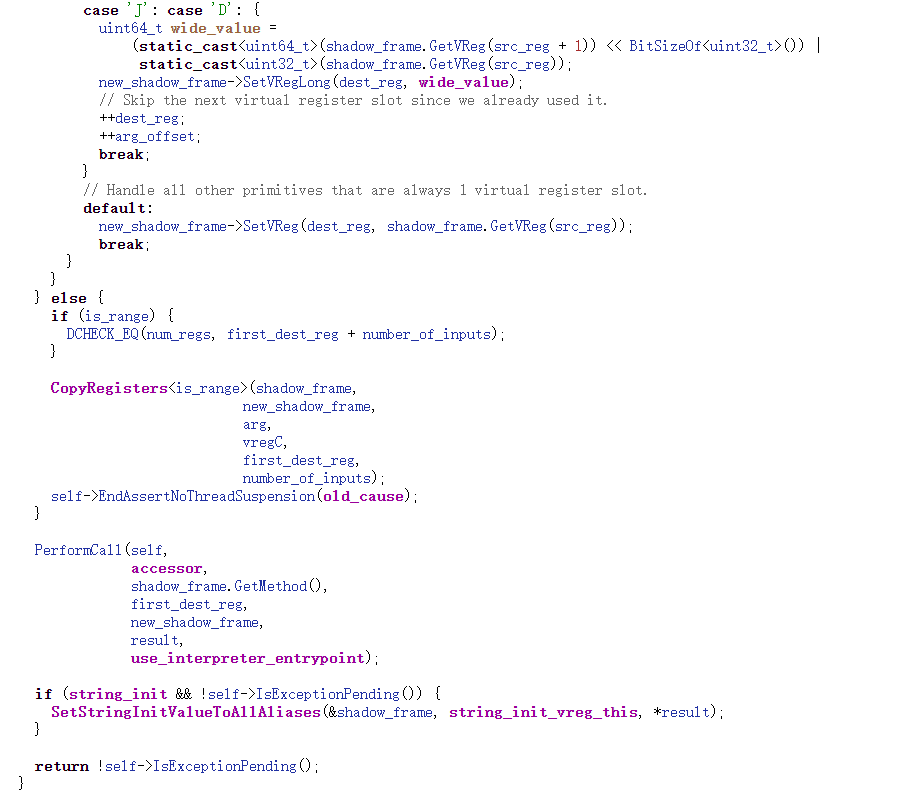 case 'J': case 'D': {
uint64_t wide_value =
(static_cast<uint64_t>(shadow_frame.GetVReg(src_reg + 1)) << BitSizeOf<uint32_t>()) |
static_cast<uint32_t>(shadow_frame.GetVReg(src_reg));
new_shadow_frame->SetVRegLong(dest_reg, wide_value);
// Skip the next virtual register slot since we already used it.
++dest_reg;
++arg_offset;
break;
}
// Handle all other primitives that are always 1 virtual register slot.
default:
new_shadow_frame->SetVReg(dest_reg, shadow_frame.GetVReg(src_reg));
break;
}
}
} else {
if (is_range) {
DCHECK_EQ(num_regs, first_dest_reg + number_of_inputs);
}
CopyRegisters<is_range>(shadow_frame,
new_shadow_frame,
arg,
vregC,
first_dest_reg,
number_of_inputs);
self->EndAssertNoThreadSuspension(old_cause);
}
PerformCall(self,
accessor,
shadow_frame.GetMethod(),
first_dest_reg,
new_shadow_frame,
result,
use_interpreter_entrypoint);
if (string_init && !self->IsExceptionPending()) {
SetStringInitValueToAllAliases(&shadow_frame, string_init_vreg_this, *result);
}
return !self->IsExceptionPending();
}